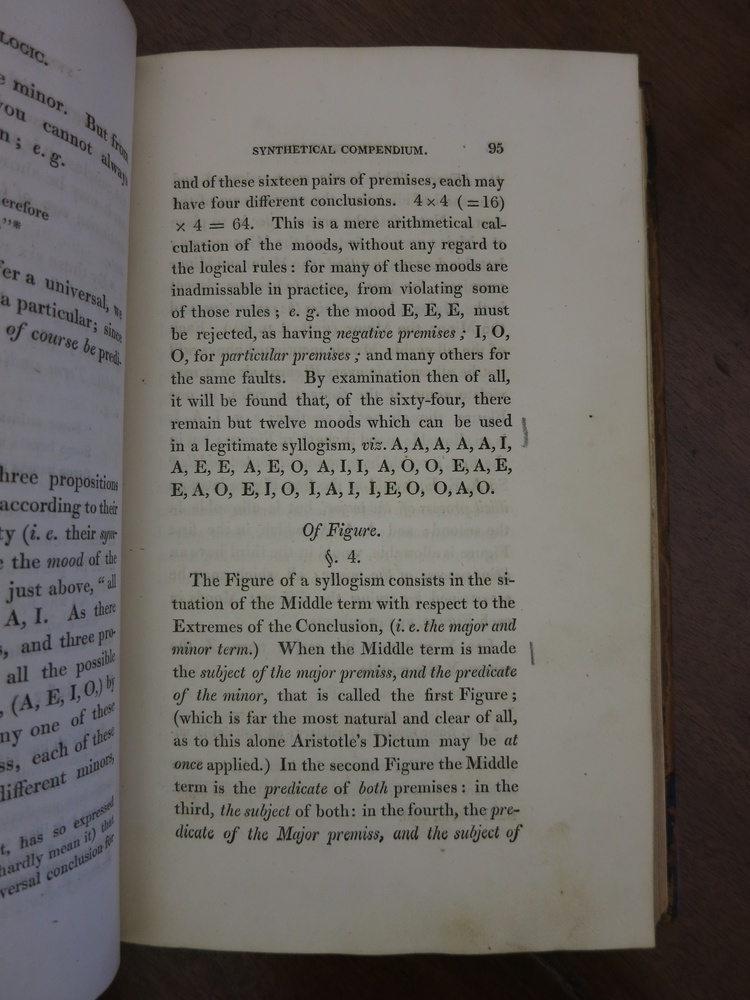 LOGIC.
minor. But from
you cannot always
n ; e. g.
erefore
”*
fer a universal, we
a particular; since
of course be predi-
hree propositions
according to their
ty (i. e. their sym-
e the mood of the
just above, “ all
A, I. As there
s, and three pro-
all the possible
, (A, E, I, O,) by
ny one of these
ss, each of these
different minors,
t, has so expressed
hardly mean it) that
versal conclusion for
SYNTHETICAL COMPENDIUM. 95
and of these sixteen pairs of premises, each may
have four different conclusions. 4 × 4 ( = 16)
× 4 = 64. This is a mere arithmetical cal-
culation of the moods, without any regard to
the logical rules : for many of these moods are
inadmissable in practice, from violating some
of those rules ; e. g. the mood E, E, E, must
be rejected, as having negative premises ; I, O,
O, for particular premises ; and many others for
the same faults. By examination then of all,
it will be found that, of the sixty-four, there
remain but twelve moods which can be used
in a legitimate syllogism, viz. A, A, A, A, A, I,
A, E, E, A, E, O, A, I, I, A, O, O, E, A, E,
E, A, O, E, I, O, I, A, I, I, E, O, O, A, O.
Of Figure.
§. 4.
The Figure of a syllogism consists in the si-
tuation of the Middle term with respect to the
Extremes of the Conclusion, (i. e. the major and
minor term.) When the Middle term is made
the subject of the major premiss, and the predicate
of the minor, that is called the first Figure ;
(which is far the most natural and clear of all,
as to this alone Aristotle’s Dictum may be at
once applied.) In the second Figure the Middle
term is the predicate of both premises : in the
third, the subject of both: in the fourth, the pre-
dicate of the Major premiss, and the subject of